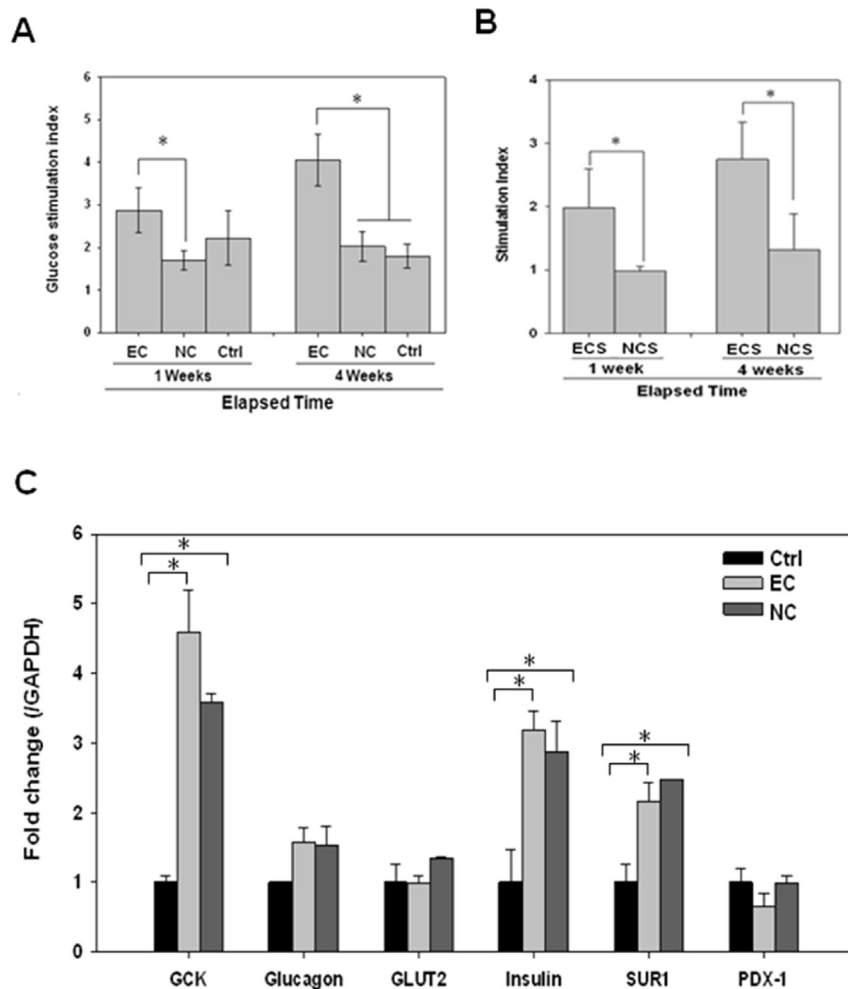 A
Glucose stimulation index
6
5
4
3
2
1
0
*
*
EC NC Ctrl EC NC Ctrl
1 Weeks 4 Weeks
Elapsed Time
B
Stimulation Index
4
3
2
1
0
*
*
ECS NCS ECS NCS
1 week 4 weeks
Elapsed Time
C
Fold change (/GAPDH)
6
5
4
3
2
1
0
*
*
*
*
*
*
Ctrl
EC
NC
GCK Glucagon GLUT2 Insulin SUR1 PDX-1